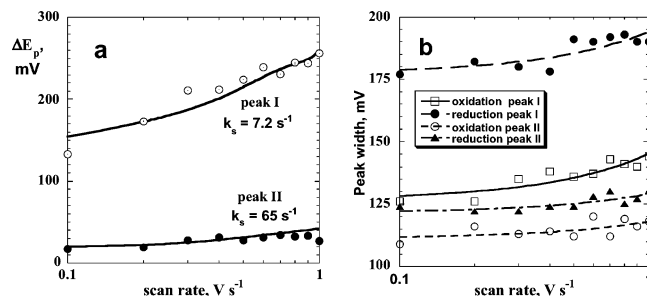 a
ΔEp,
mV
300
200
100
0
peak I
ks = 7.2 s-1
peak II
ks = 65 s-1
0.1
1
scan rate, V s-1
b
Peak width, mV
200
175
150
125
100
oxidation peak I
reduction peak I
oxidation peak II
reduction peak II
0.1
1
scan rate, V s-1